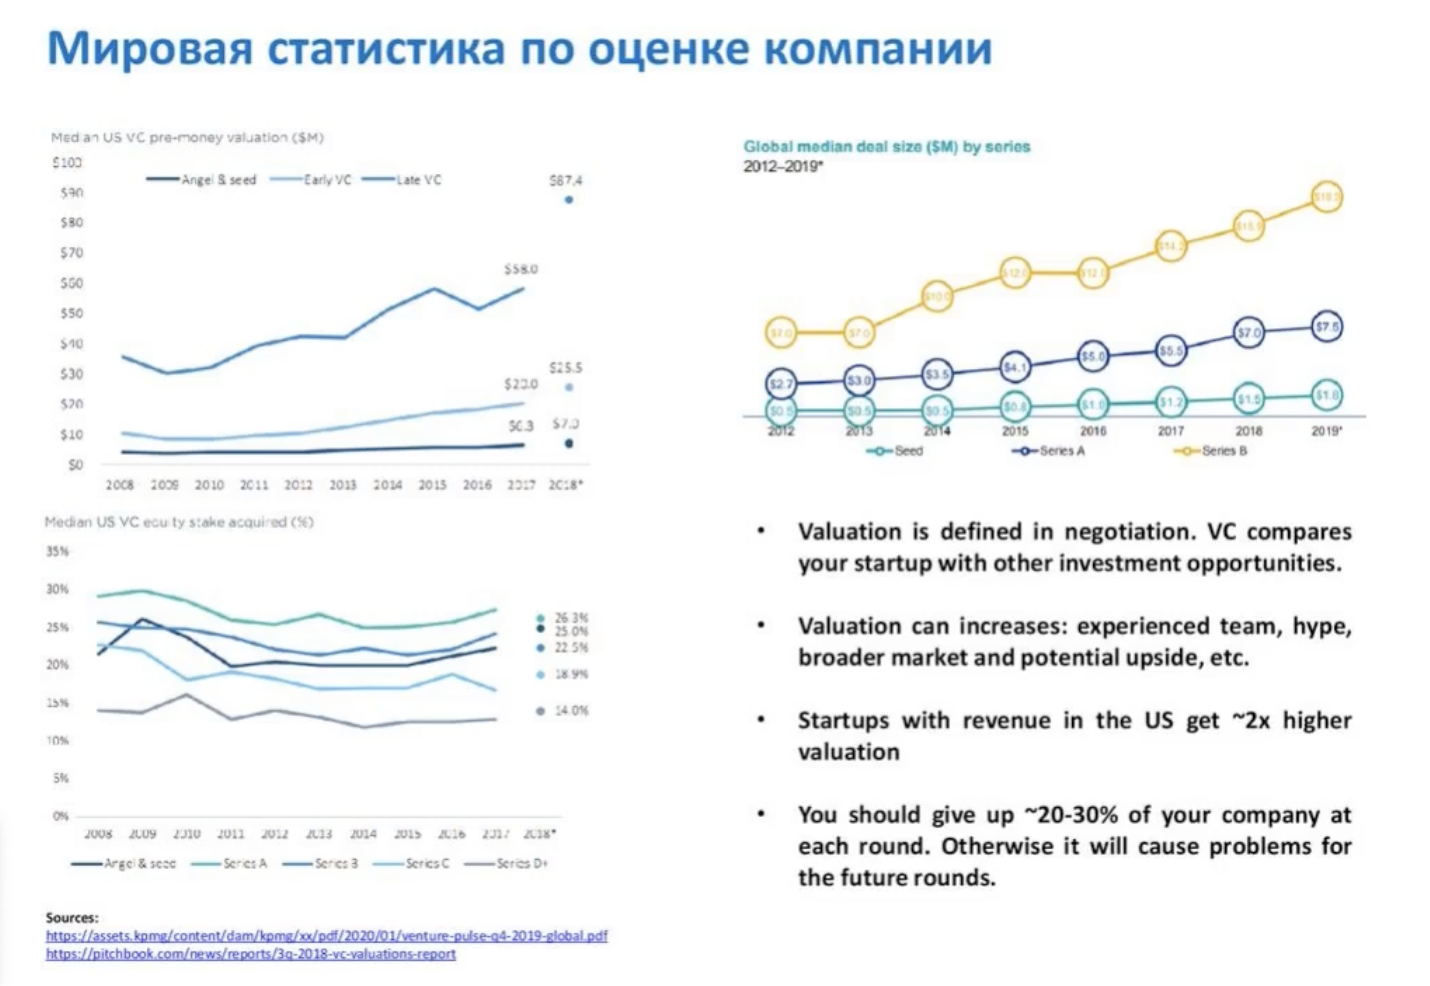 Мировая статистика по оценке компании
Median US VC pre-money valuation ($M)
$100
$90
$80
$70
$60
$50
$40
$30
$20
$10
$0
Angel & seed Early VC Late VC
$87.4
$58.0
$25.5
$20.0
$6.3 $7.0
2008 2009 2010 2011 2012 2013 2014 2015 2016 2017 2018*
Median US VC equity stake acquired (%)
35%
30%
25%
20%
15%
10%
5%
0%
26.3%
25.0%
22.5%
18.9%
14.0%
2008 2009 2010 2011 2012 2013 2014 2015 2016 2017 2018*
Angel & seed Series A Series B Series C Series D+
Sources:
https://assets.kpmg/content/dam/kpmg/xx/pdf/2020/01/venture-pulse-q4-2019-global.pdf
https://pitchbook.com/news/reports/3q-2018-vc-valuations-report
Global median deal size ($M) by series
2012–2019*
$7.0 $7.0 $10.0 $12.0 $12.0 $14.2
$2.7 $3.0 $3.5 $4.1 $5.0 $5.5 $7.0 $7.5
$0.5 $0.5 $0.5 $0.8 $1.0 $1.2 $1.5 $1.8
2012 2013 2014 2015 2016 2017 2018 2019*
Seed Series A Series B
• Valuation is defined in negotiation. VC compares
your startup with other investment opportunities.
• Valuation can increases: experienced team, hype,
broader market and potential upside, etc.
• Startups with revenue in the US get ~2x higher
valuation
• You should give up ~20-30% of your company at
each round. Otherwise it will cause problems for
the future rounds.